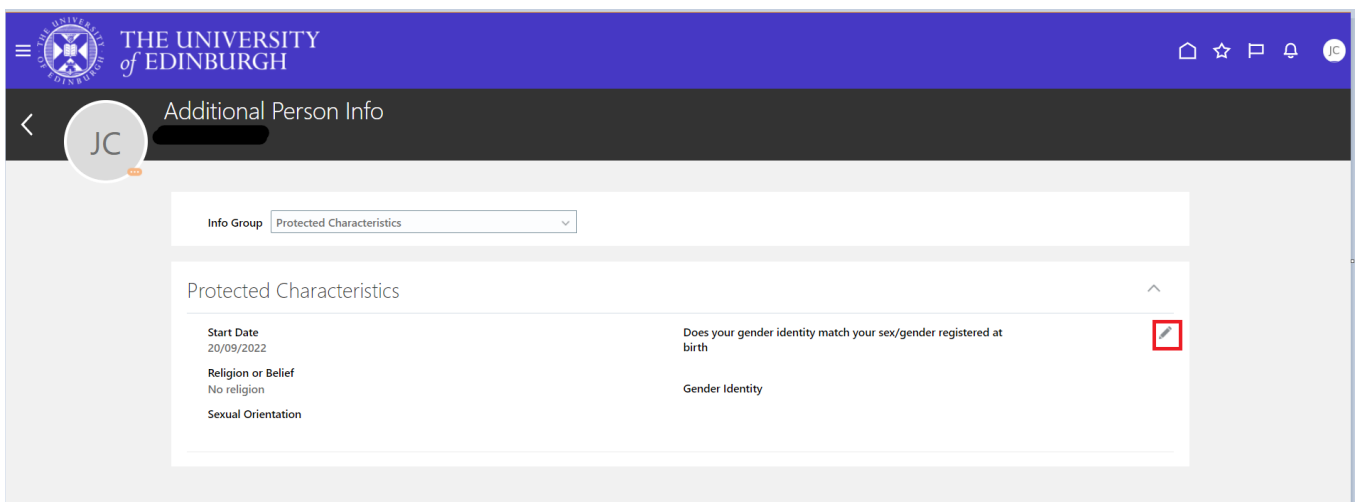 THE UNIVERSITY
of EDINBURGH
JC
Additional Person Info
JC
Info Group Protected Characteristics
Protected Characteristics
Start Date
20/09/2022
Does your gender identity match your sex/gender registered at
birth
Religion or Belief
No religion
Gender Identity
Sexual Orientation